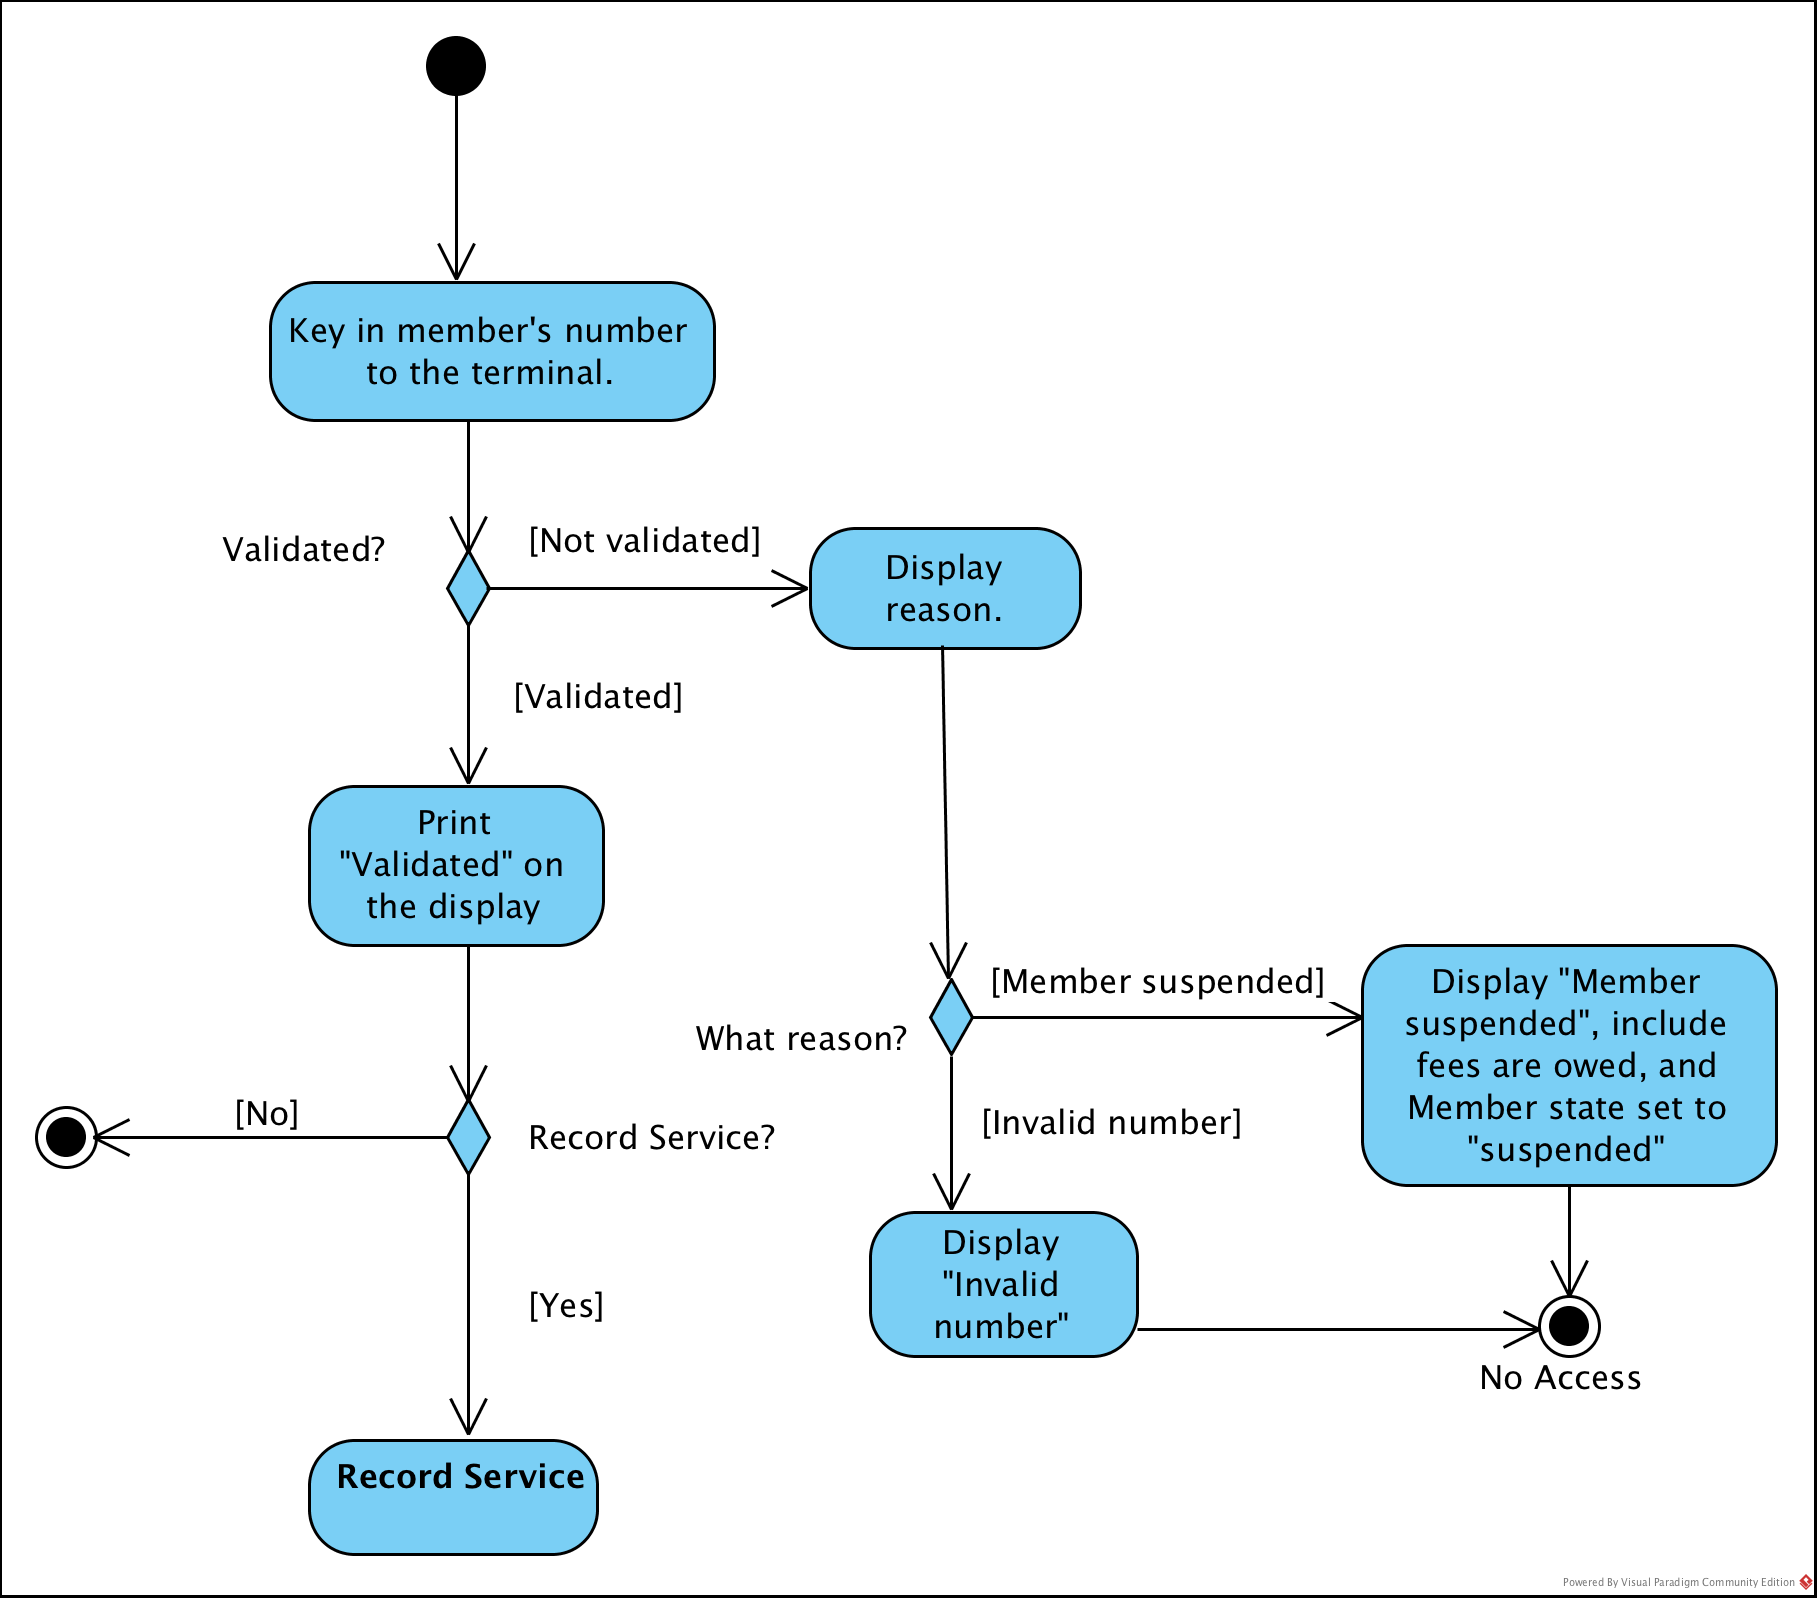 Key in member's number
to the terminal.
Validated?
[Not validated]
Display
reason.
[Validated]
Print
"Validated" on
the display
[Member suspended]
Display "Member
suspended", include
fees are owed, and
Member state set to
"suspended"
What reason?
[No]
Record Service?
[Invalid number]
Display
"Invalid
number"
[Yes]
No Access
Record Service
Powered By Visual Paradigm Community Edition